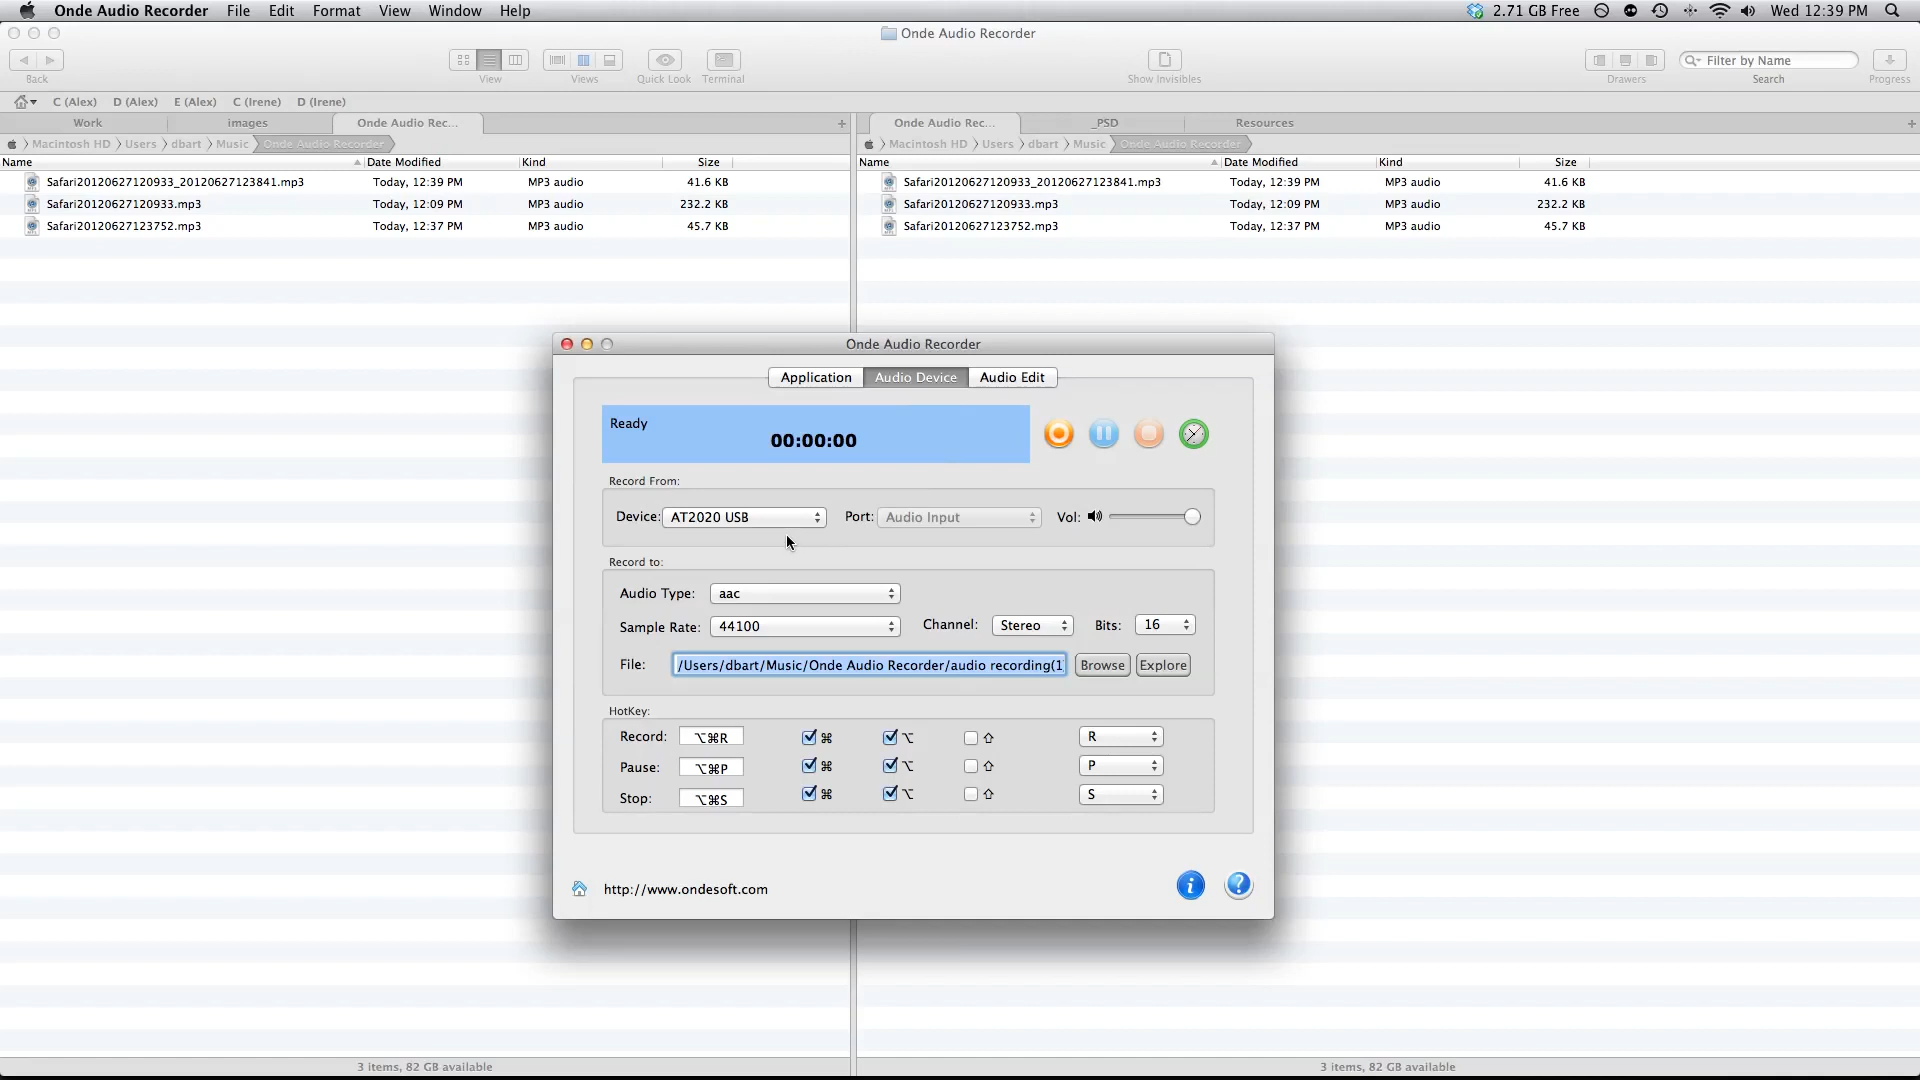 Onde Audio Recorder File Edit Format View Window Help 2.71 GB Free Wed 12:39 PM
Onde Audio Recorder
Filter by Name
Back View Views Quick Look Terminal Show Invisibles Drawers Search Progress
C (Alex) D (Alex) E (Alex) C (Irene) D (Irene)
Work images Onde Audio Rec... + Onde Audio Rec... _PSD Resources +
Macintosh HD Users dbart Music Onde Audio Recorder Macintosh HD Users dbart Music Onde Audio Recorder
Name Date Modified Kind Size Name Date Modified Kind Size
Safari20120627120933_20120627123841.mp3 Today, 12:39 PM MP3 audio 41.6 KB Safari20120627120933_20120627123841.mp3 Today, 12:39 PM MP3 audio 41.6 KB
Safari20120627120933.mp3 Today, 12:09 PM MP3 audio 232.2 KB Safari20120627120933.mp3 Today, 12:09 PM MP3 audio 232.2 KB
Safari20120627123752.mp3 Today, 12:37 PM MP3 audio 45.7 KB Safari20120627123752.mp3 Today, 12:37 PM MP3 audio 45.7 KB
Onde Audio Recorder
Application Audio Device Audio Edit
Ready
00:00:00
Record From:
Device: AT2020 USB Port: Audio Input Vol:
Record to:
Audio Type: aac
Sample Rate: 44100 Channel: Stereo Bits: 16
File: /Users/dbart/Music/Onde Audio Recorder/audio recording(1 Browse Explore
HotKey:
Record: ⌥⌘R ⌘ ⌥ ⇧ R
Pause: ⌥⌘P ⌘ ⌥ ⇧ P
Stop: ⌥⌘S ⌘ ⌥ ⇧ S
http://www.ondesoft.com
3 items, 82 GB available 3 items, 82 GB available